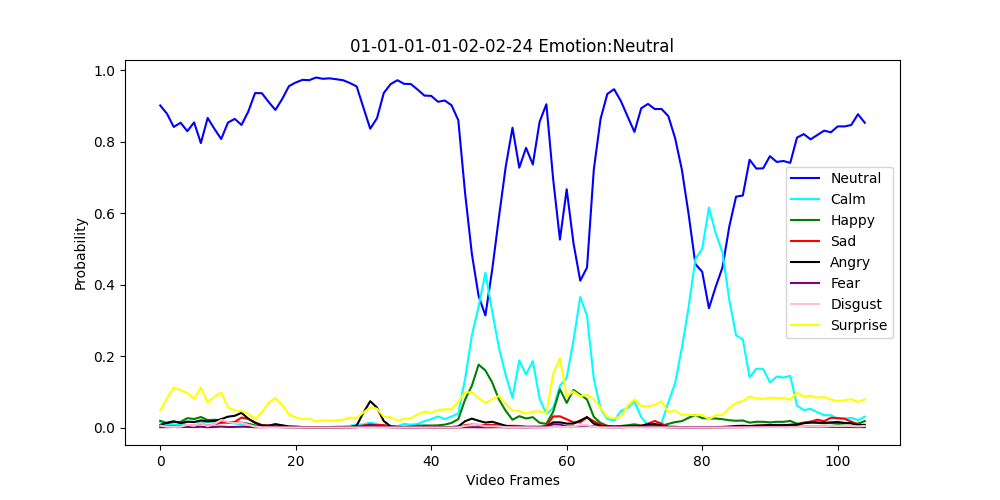 01-01-01-01-02-02-24 Emotion:Neutral
1.0
0.8
0.6
0.4
0.2
0.0
Probability
Neutral
Calm
Happy
Sad
Angry
Fear
Disgust
Surprise
0 20 40 60 80 100
Video Frames